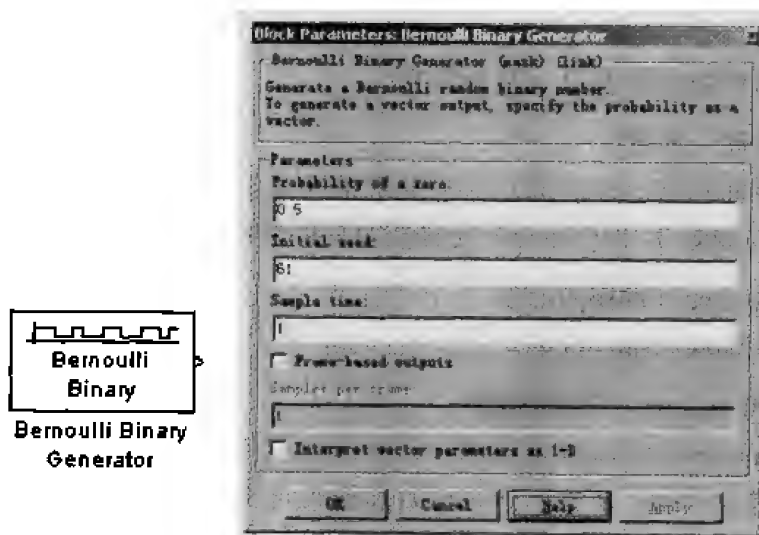 Block Parameters: Bernoulli Binary Generator
Bernoulli Binary Generator (mask) (link)
Generate a Bernoulli random binary number.
To generate a vector output, specify the probability as a
vector.
Parameters
Probability of a zero:
0.5
Initial seed:
61
Sample time:
1
Frame-based outputs
Samples per frame
1
Interpret vector parameters as 1-D
OK
Cancel
Help
Apply
Bernoulli
Binary
Bernoulli Binary
Generator